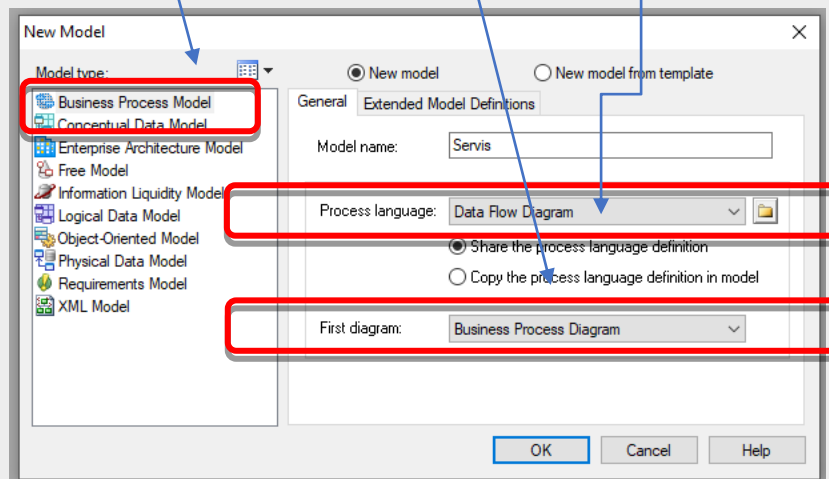 New Model
Model type:
New model
New model from template
Business Process Model
Conceptual Data Model
Enterprise Architecture Model
Free Model
Information Liquidity Model
Logical Data Model
Object-Oriented Model
Physical Data Model
Requirements Model
XML Model
General
Extended Model Definitions
Model name:
Servis
Process language:
Data Flow Diagram
Share the process language definition
Copy the process language definition in model
First diagram:
Business Process Diagram
OK
Cancel
Help